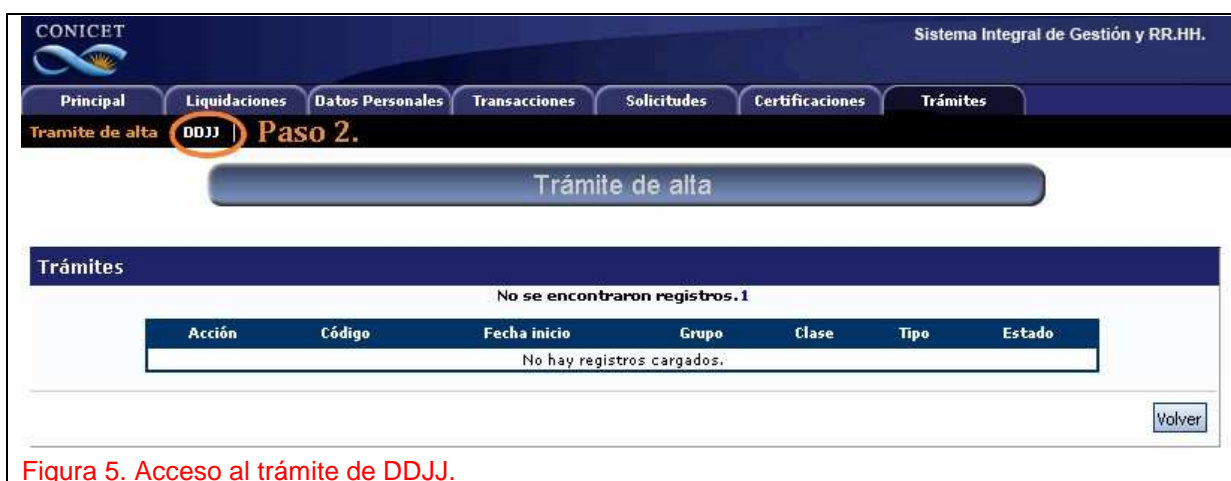 CONICET
Sistema Integral de Gestión y RR.HH.
Principal Liquidaciones Datos Personales Transacciones Solicitudes Certificaciones Trámites
Tramite de alta DDJJ | Paso 2.
Trámite de alta
Trámites
No se encontraron registros.1
Acción Código Fecha inicio Grupo Clase Tipo Estado
No hay registros cargados.
Volver
Figura 5. Acceso al trámite de DDJJ.